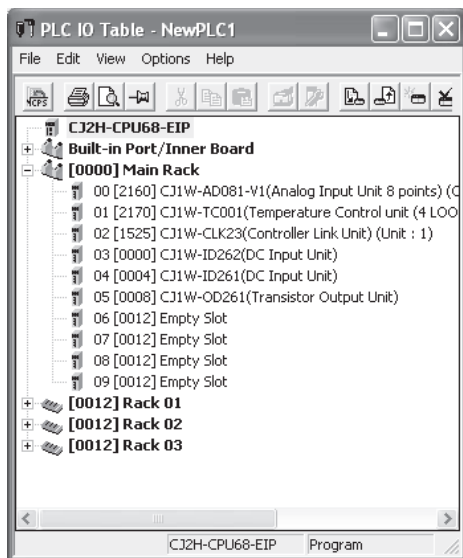 PLC IO Table - NewPLC1
File Edit View Options Help
NCPS
CJ2H-CPU68-EIP
Built-in Port/Inner Board
[0000] Main Rack
00 [2160] CJ1W-AD081-V1(Analog Input Unit 8 points) (C
01 [2170] CJ1W-TC001(Temperature Control unit (4 LOO
02 [1525] CJ1W-CLK23(Controller Link Unit) (Unit : 1)
03 [0000] CJ1W-ID262(DC Input Unit)
04 [0004] CJ1W-ID261(DC Input Unit)
05 [0008] CJ1W-OD261(Transistor Output Unit)
06 [0012] Empty Slot
07 [0012] Empty Slot
08 [0012] Empty Slot
09 [0012] Empty Slot
[0012] Rack 01
[0012] Rack 02
[0012] Rack 03
CJ2H-CPU68-EIP Program